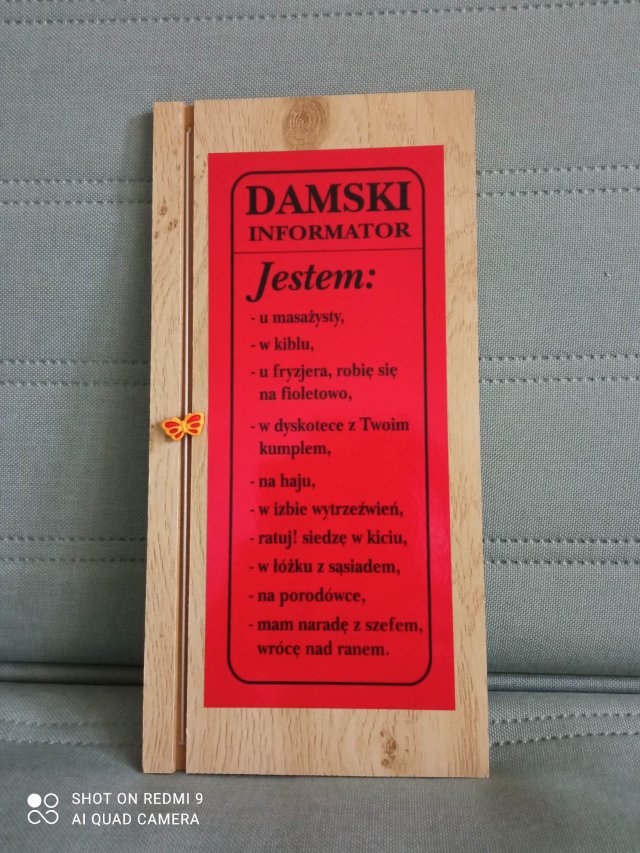 DAMSKI
INFORMATOR
Jestem:
- u masażysty,
- w kiblu,
- u fryzjera, robię się
na fioletowo,
- w dyskotece z Twoim
kumplem,
- na haju,
- w izbie wytrzeźwień,
- ratuj! siedzę w kiciu,
- w łóżku z sąsiadem,
- na porodówce,
- mam naradę z szefem,
wrócę nad ranem.
SHOT ON REDMI 9
AI QUAD CAMERA